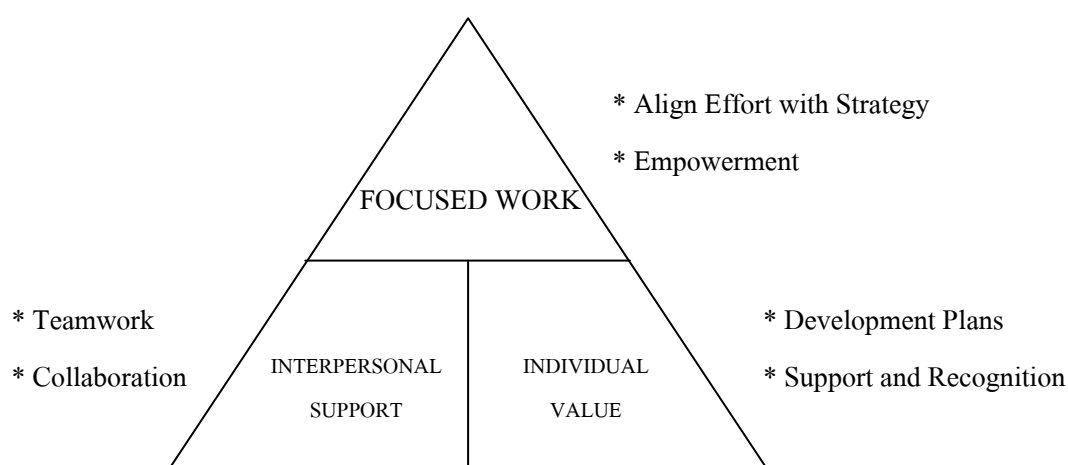 * Align Effort with Strategy
* Empowerment
FOCUSED WORK
* Teamwork
* Collaboration
INTERPERSONAL
SUPPORT
INDIVIDUAL
VALUE
* Development Plans
* Support and Recognition